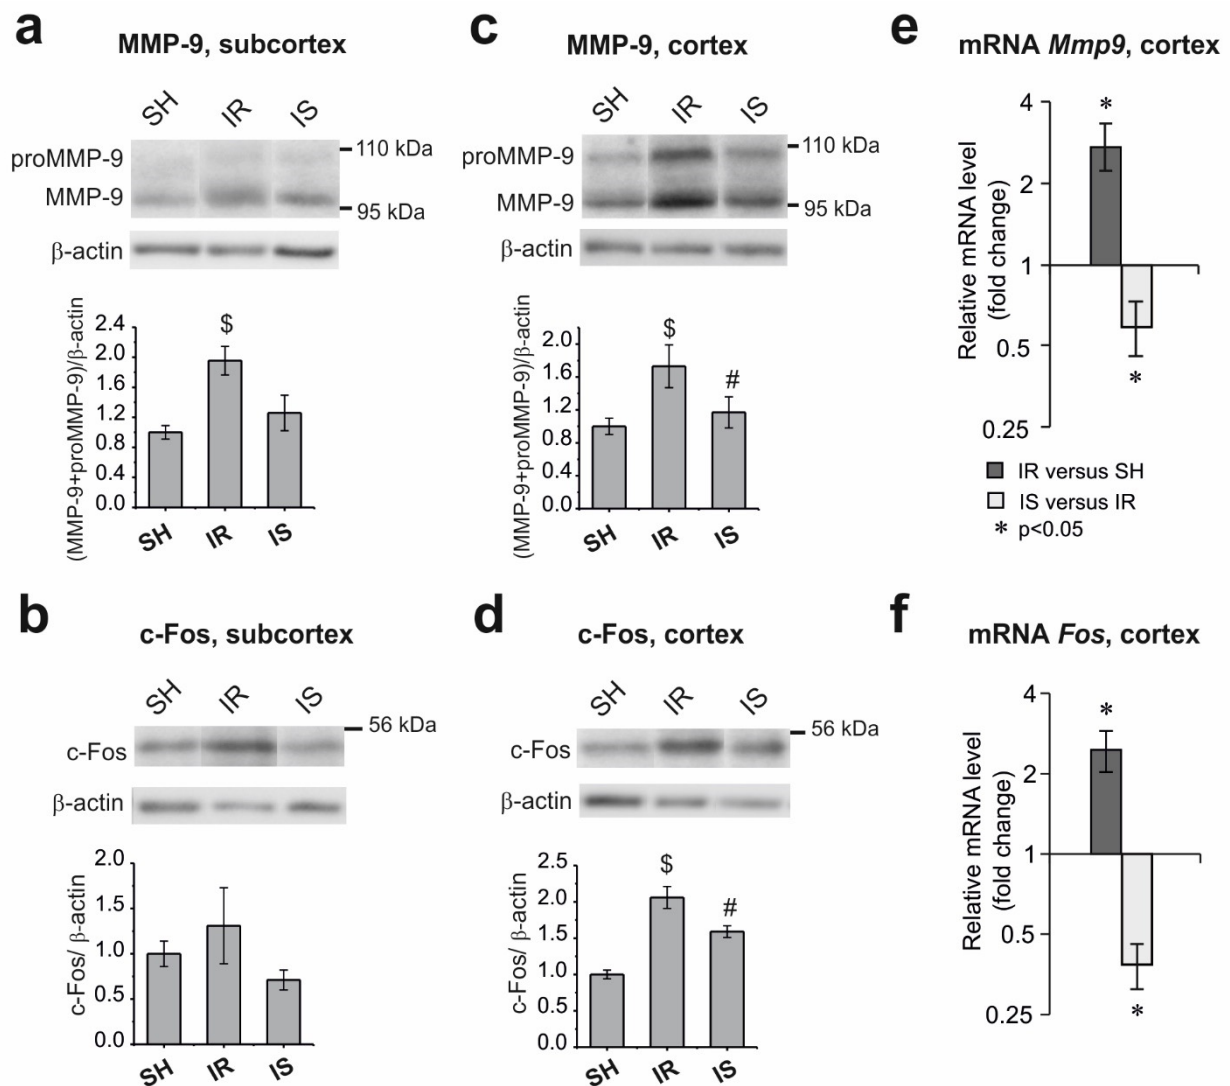 a
MMP-9, subcortex
SH IR IS
proMMP-9
110 kDa
MMP-9
95 kDa
β-actin
(MMP-9+proMMP-9)/β-actin
2.4
2.0
1.6
1.2
0.8
0.4
0.0
$
SH IR IS
c
MMP-9, cortex
SH IR IS
proMMP-9
110 kDa
MMP-9
95 kDa
β-actin
(MMP-9+proMMP-9)/β-actin
2.0
1.6
1.2
0.8
0.4
0.0
$
#
SH IR IS
e
mRNA Mmp9, cortex
Relative mRNA level
(fold change)
4
2
1
0.5
0.25
*
*
IR versus SH
IS versus IR
* p<0.05
b
c-Fos, subcortex
SH IR IS
56 kDa
c-Fos
β-actin
c-Fos/ β-actin
2.0
1.5
1.0
0.5
0.0
SH IR IS
d
c-Fos, cortex
SH IR IS
56 kDa
c-Fos
β-actin
c-Fos/ β-actin
2.5
2.0
1.5
1.0
0.5
0.0
$
#
SH IR IS
f
mRNA Fos, cortex
Relative mRNA level
(fold change)
4
2
1
0.5
0.25
*
*